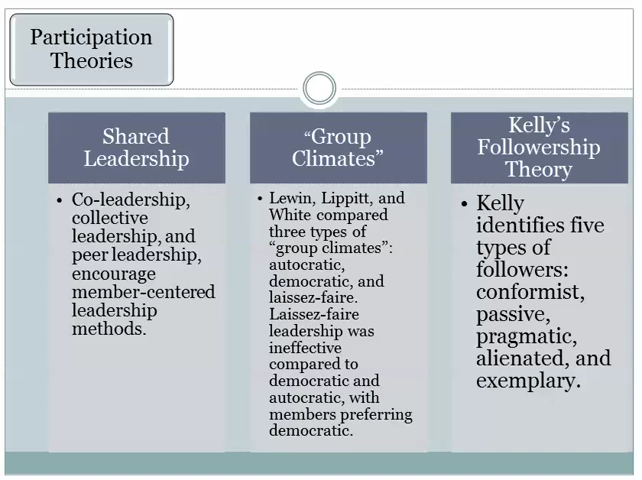 Participation
Theories
Shared
Leadership
• Co-leadership,
collective
leadership, and
peer leadership,
encourage
member-centered
leadership
methods.
“Group
Climates”
• Lewin, Lippitt, and
White compared
three types of
“group climates”:
autocratic,
democratic, and
laissez-faire.
Laissez-faire
leadership was
ineffective
compared to
democratic and
autocratic, with
members preferring
democratic.
Kelly’s
Followership
Theory
• Kelly
identifies five
types of
followers:
conformist,
passive,
pragmatic,
alienated, and
exemplary.